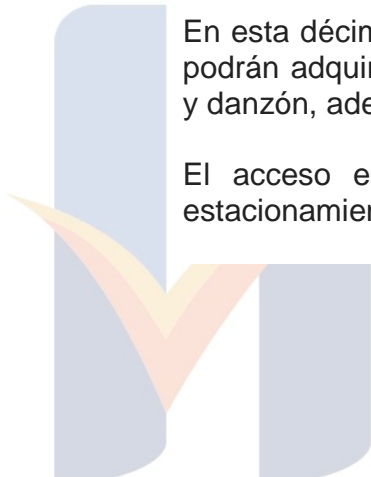 En esta décim
podrán adquir
y danzón, ade
El acceso e
estacionamien